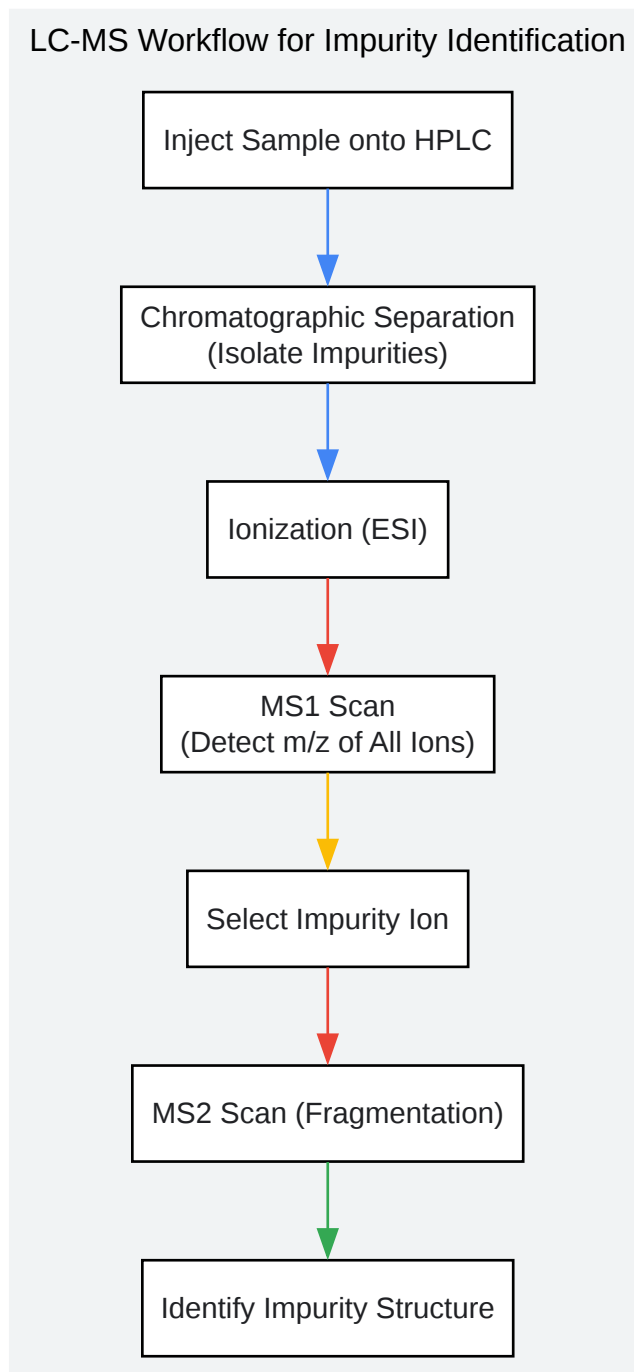 LC-MS Workflow for Impurity Identification
Inject Sample onto HPLC
Chromatographic Separation
(Isolate Impurities)
Ionization (ESI)
MS1 Scan
(Detect m/z of All Ions)
Select Impurity Ion
MS2 Scan (Fragmentation)
Identify Impurity Structure